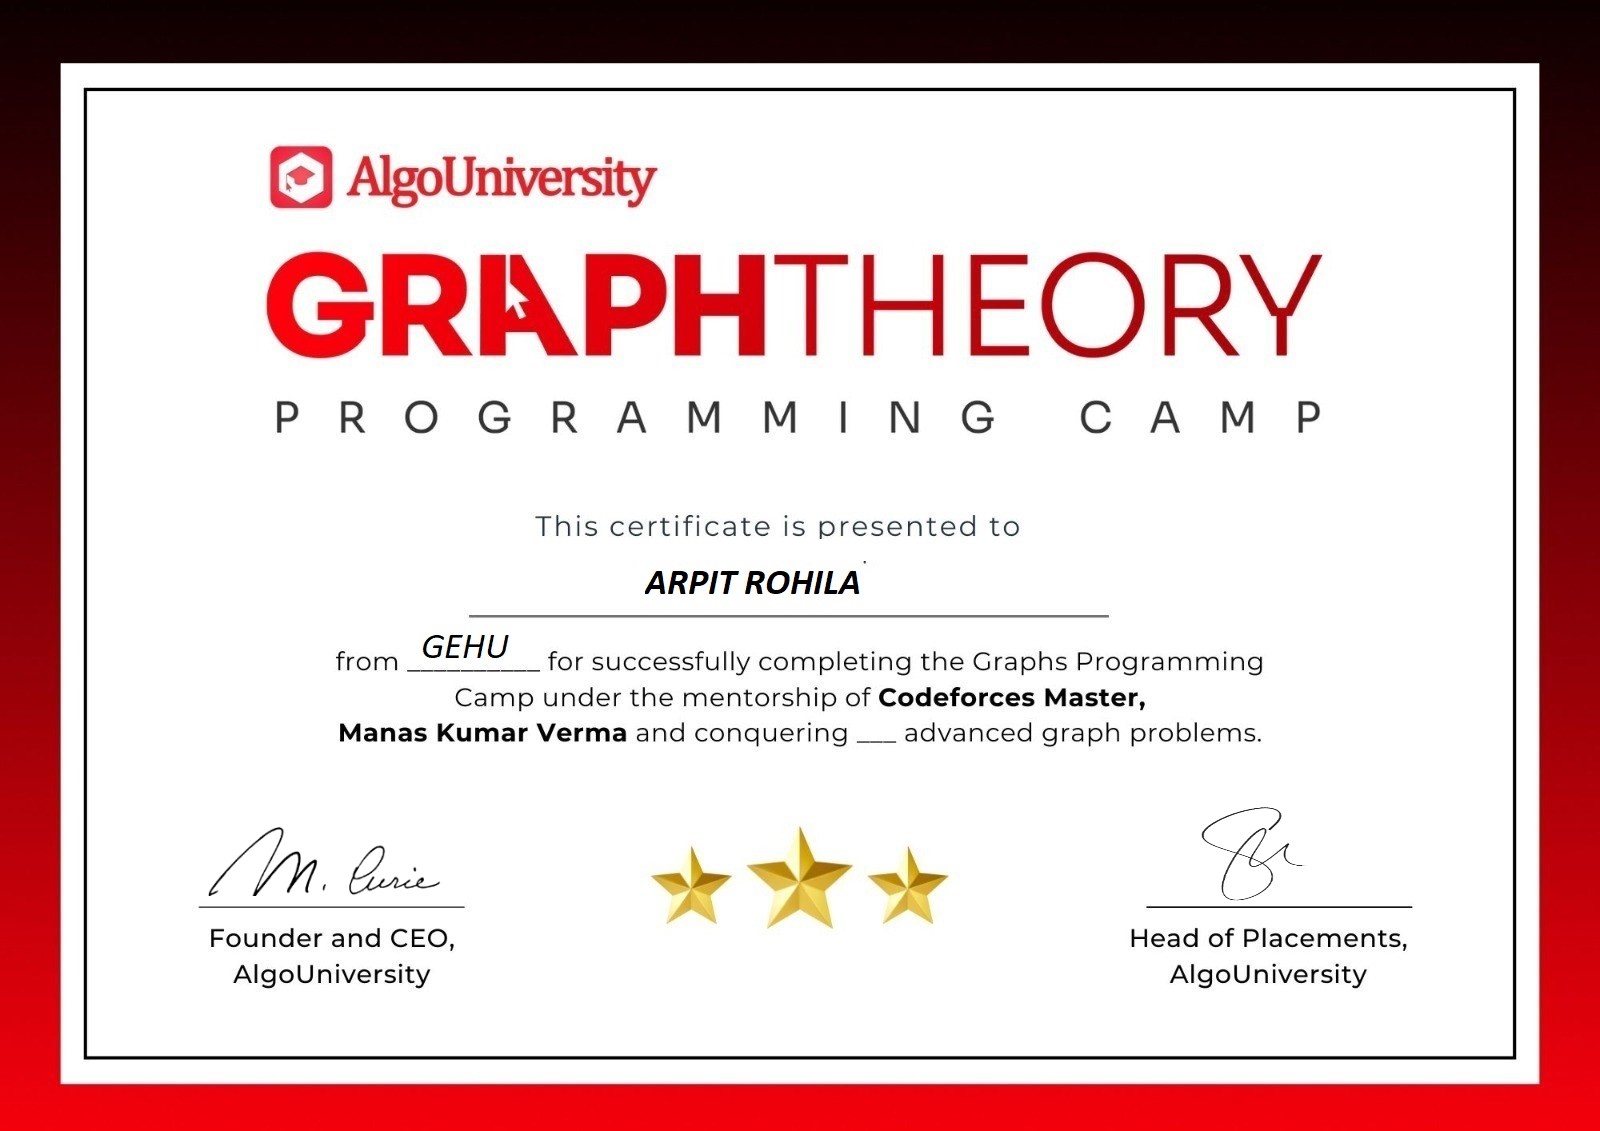 AlgoUniversity
GRAPHTHEORY
PROGRAMMING CAMP
This certificate is presented to
ARPIT ROHILA
from GEHU for successfully completing the Graphs Programming
Camp under the mentorship of Codeforces Master,
Manas Kumar Verma and conquering ___ advanced graph problems.
M. Curie
Founder and CEO,
AlgoUniversity
Head of Placements,
AlgoUniversity